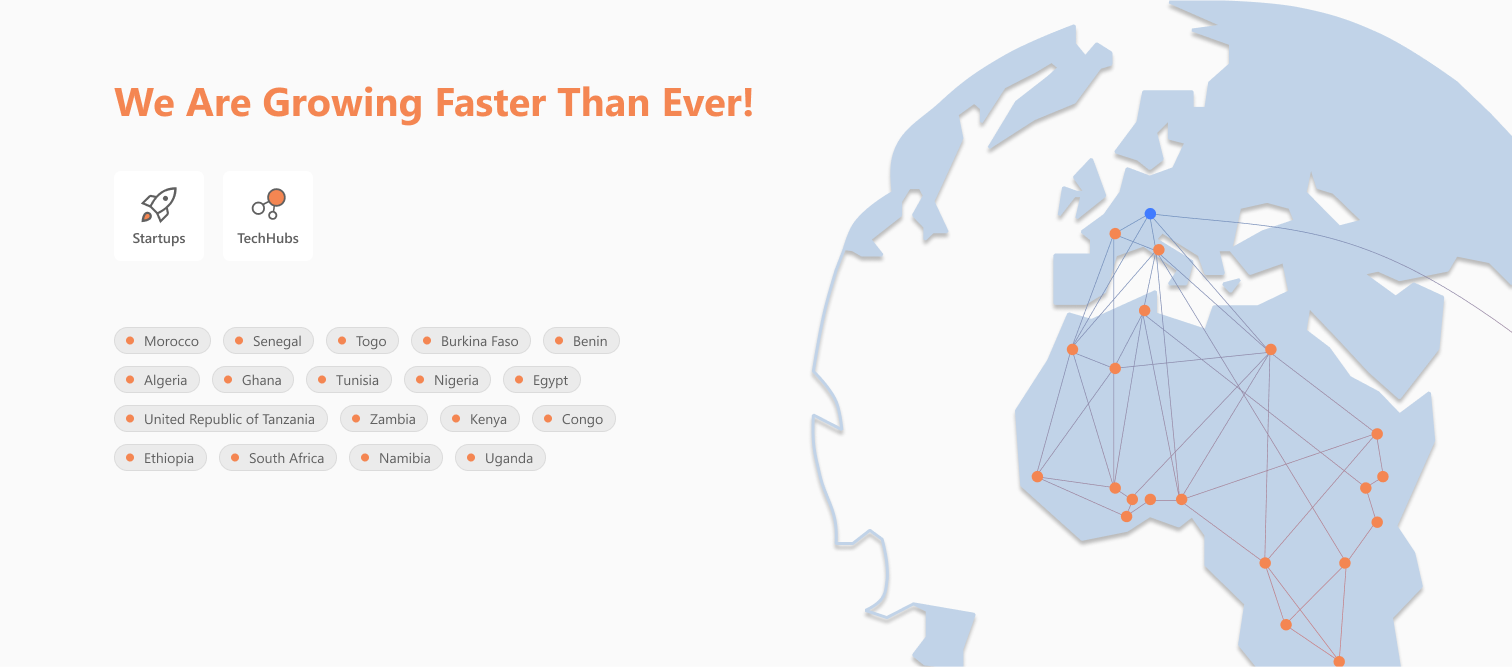 We Are Growing Faster Than Ever!
Startups TechHubs
Morocco Senegal Togo Burkina Faso Benin
Algeria Ghana Tunisia Nigeria Egypt
United Republic of Tanzania Zambia Kenya Congo
Ethiopia South Africa Namibia Uganda